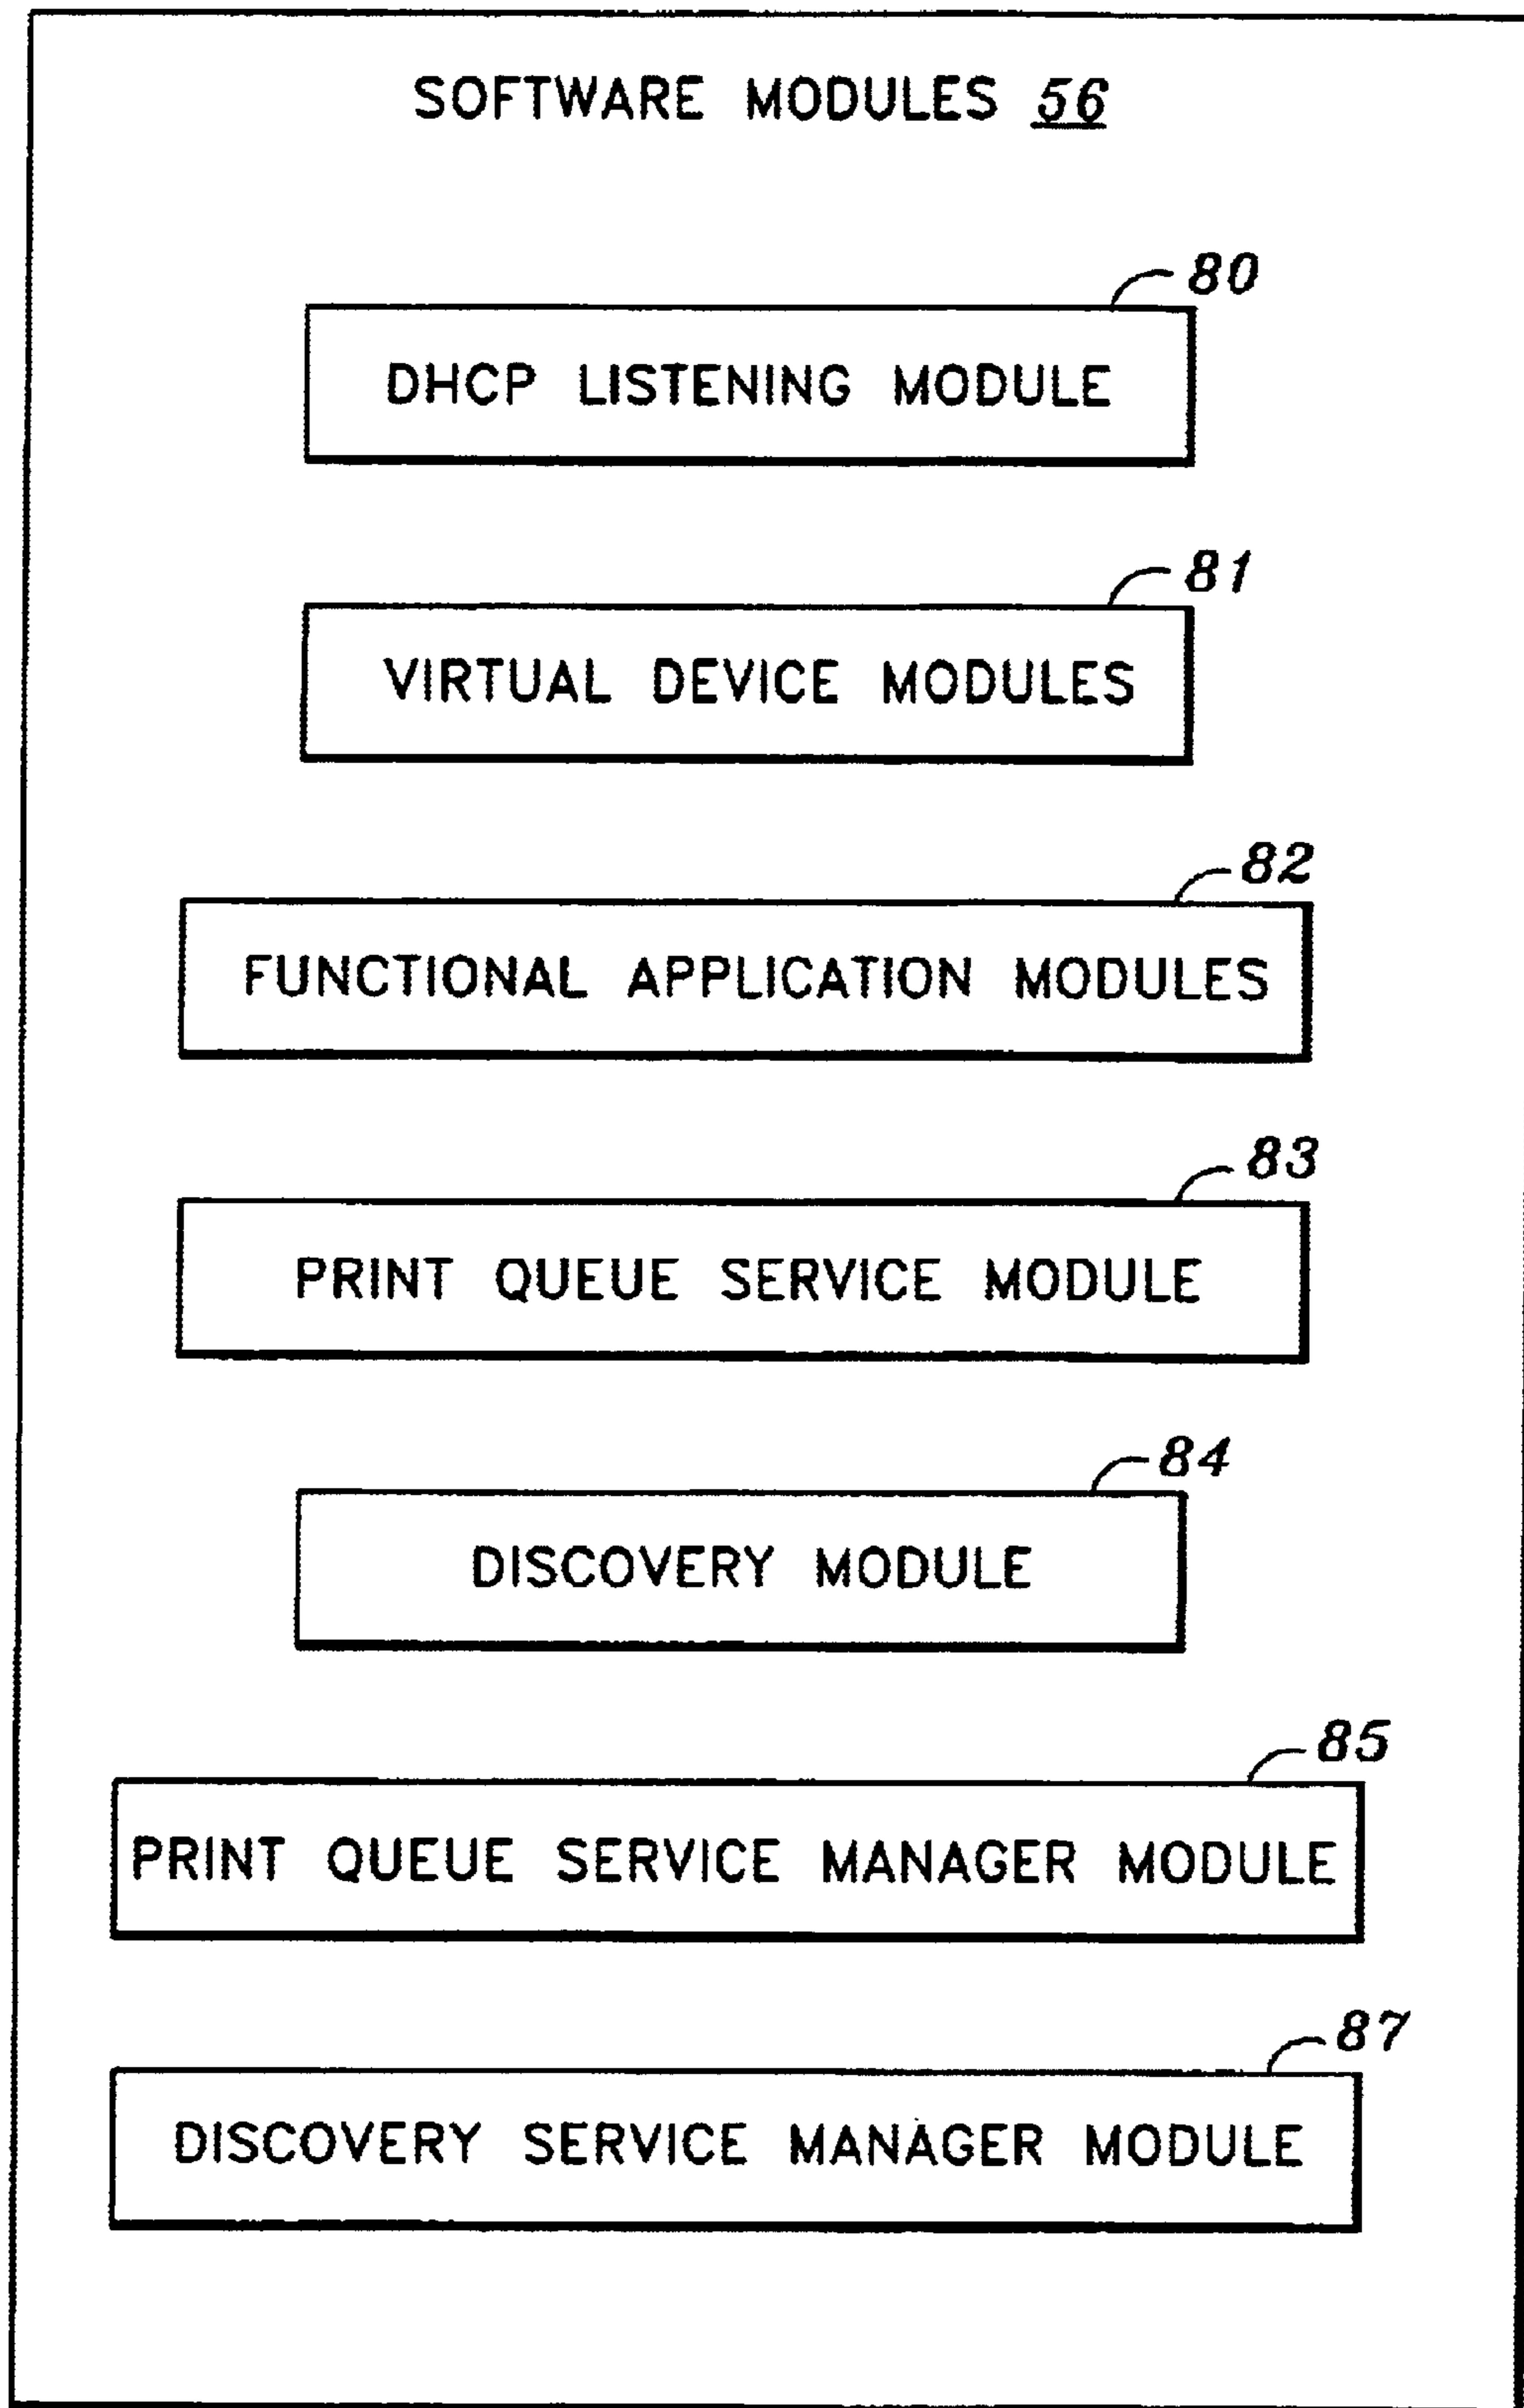 SOFTWARE MODULES 56
80
DHCP LISTENING MODULE
81
VIRTUAL DEVICE MODULES
82
FUNCTIONAL APPLICATION MODULES
83
PRINT QUEUE SERVICE MODULE
84
DISCOVERY MODULE
85
PRINT QUEUE SERVICE MANAGER MODULE
87
DISCOVERY SERVICE MANAGER MODULE